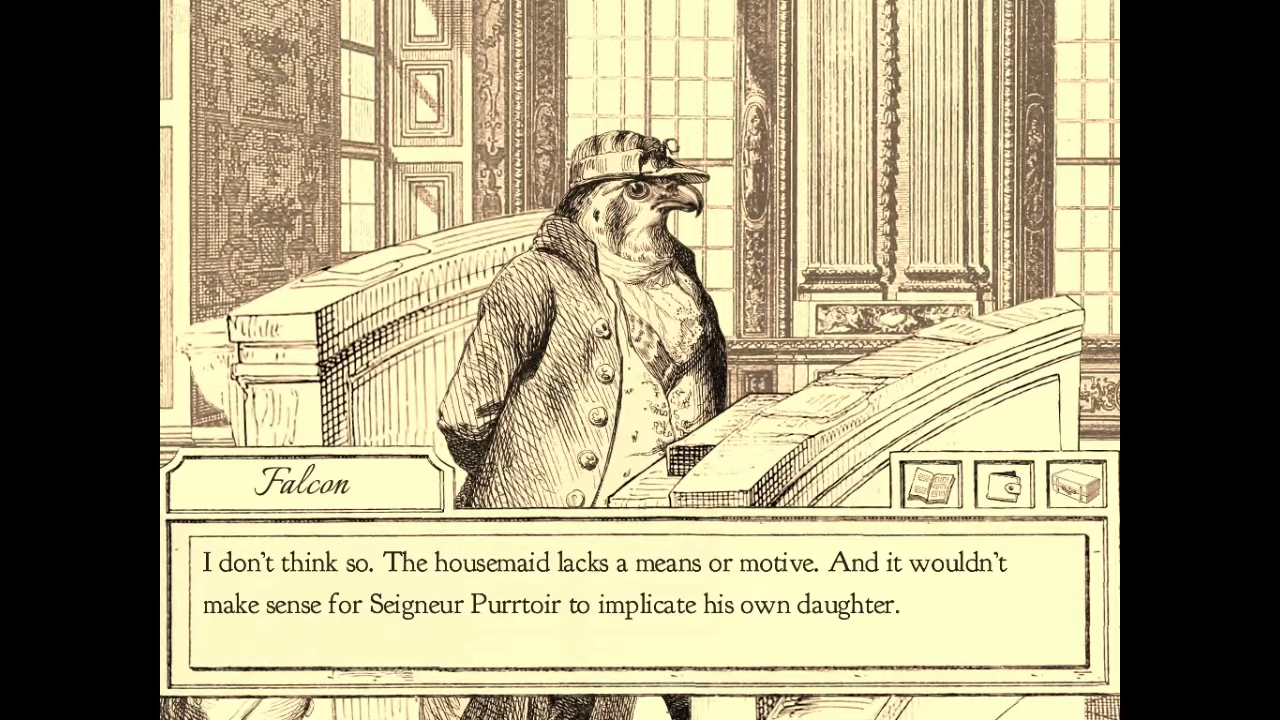 Falcon
I don't think so. The housemaid lacks a means or motive. And it wouldn't
make sense for Seigneur Purrtoir to implicate his own daughter.